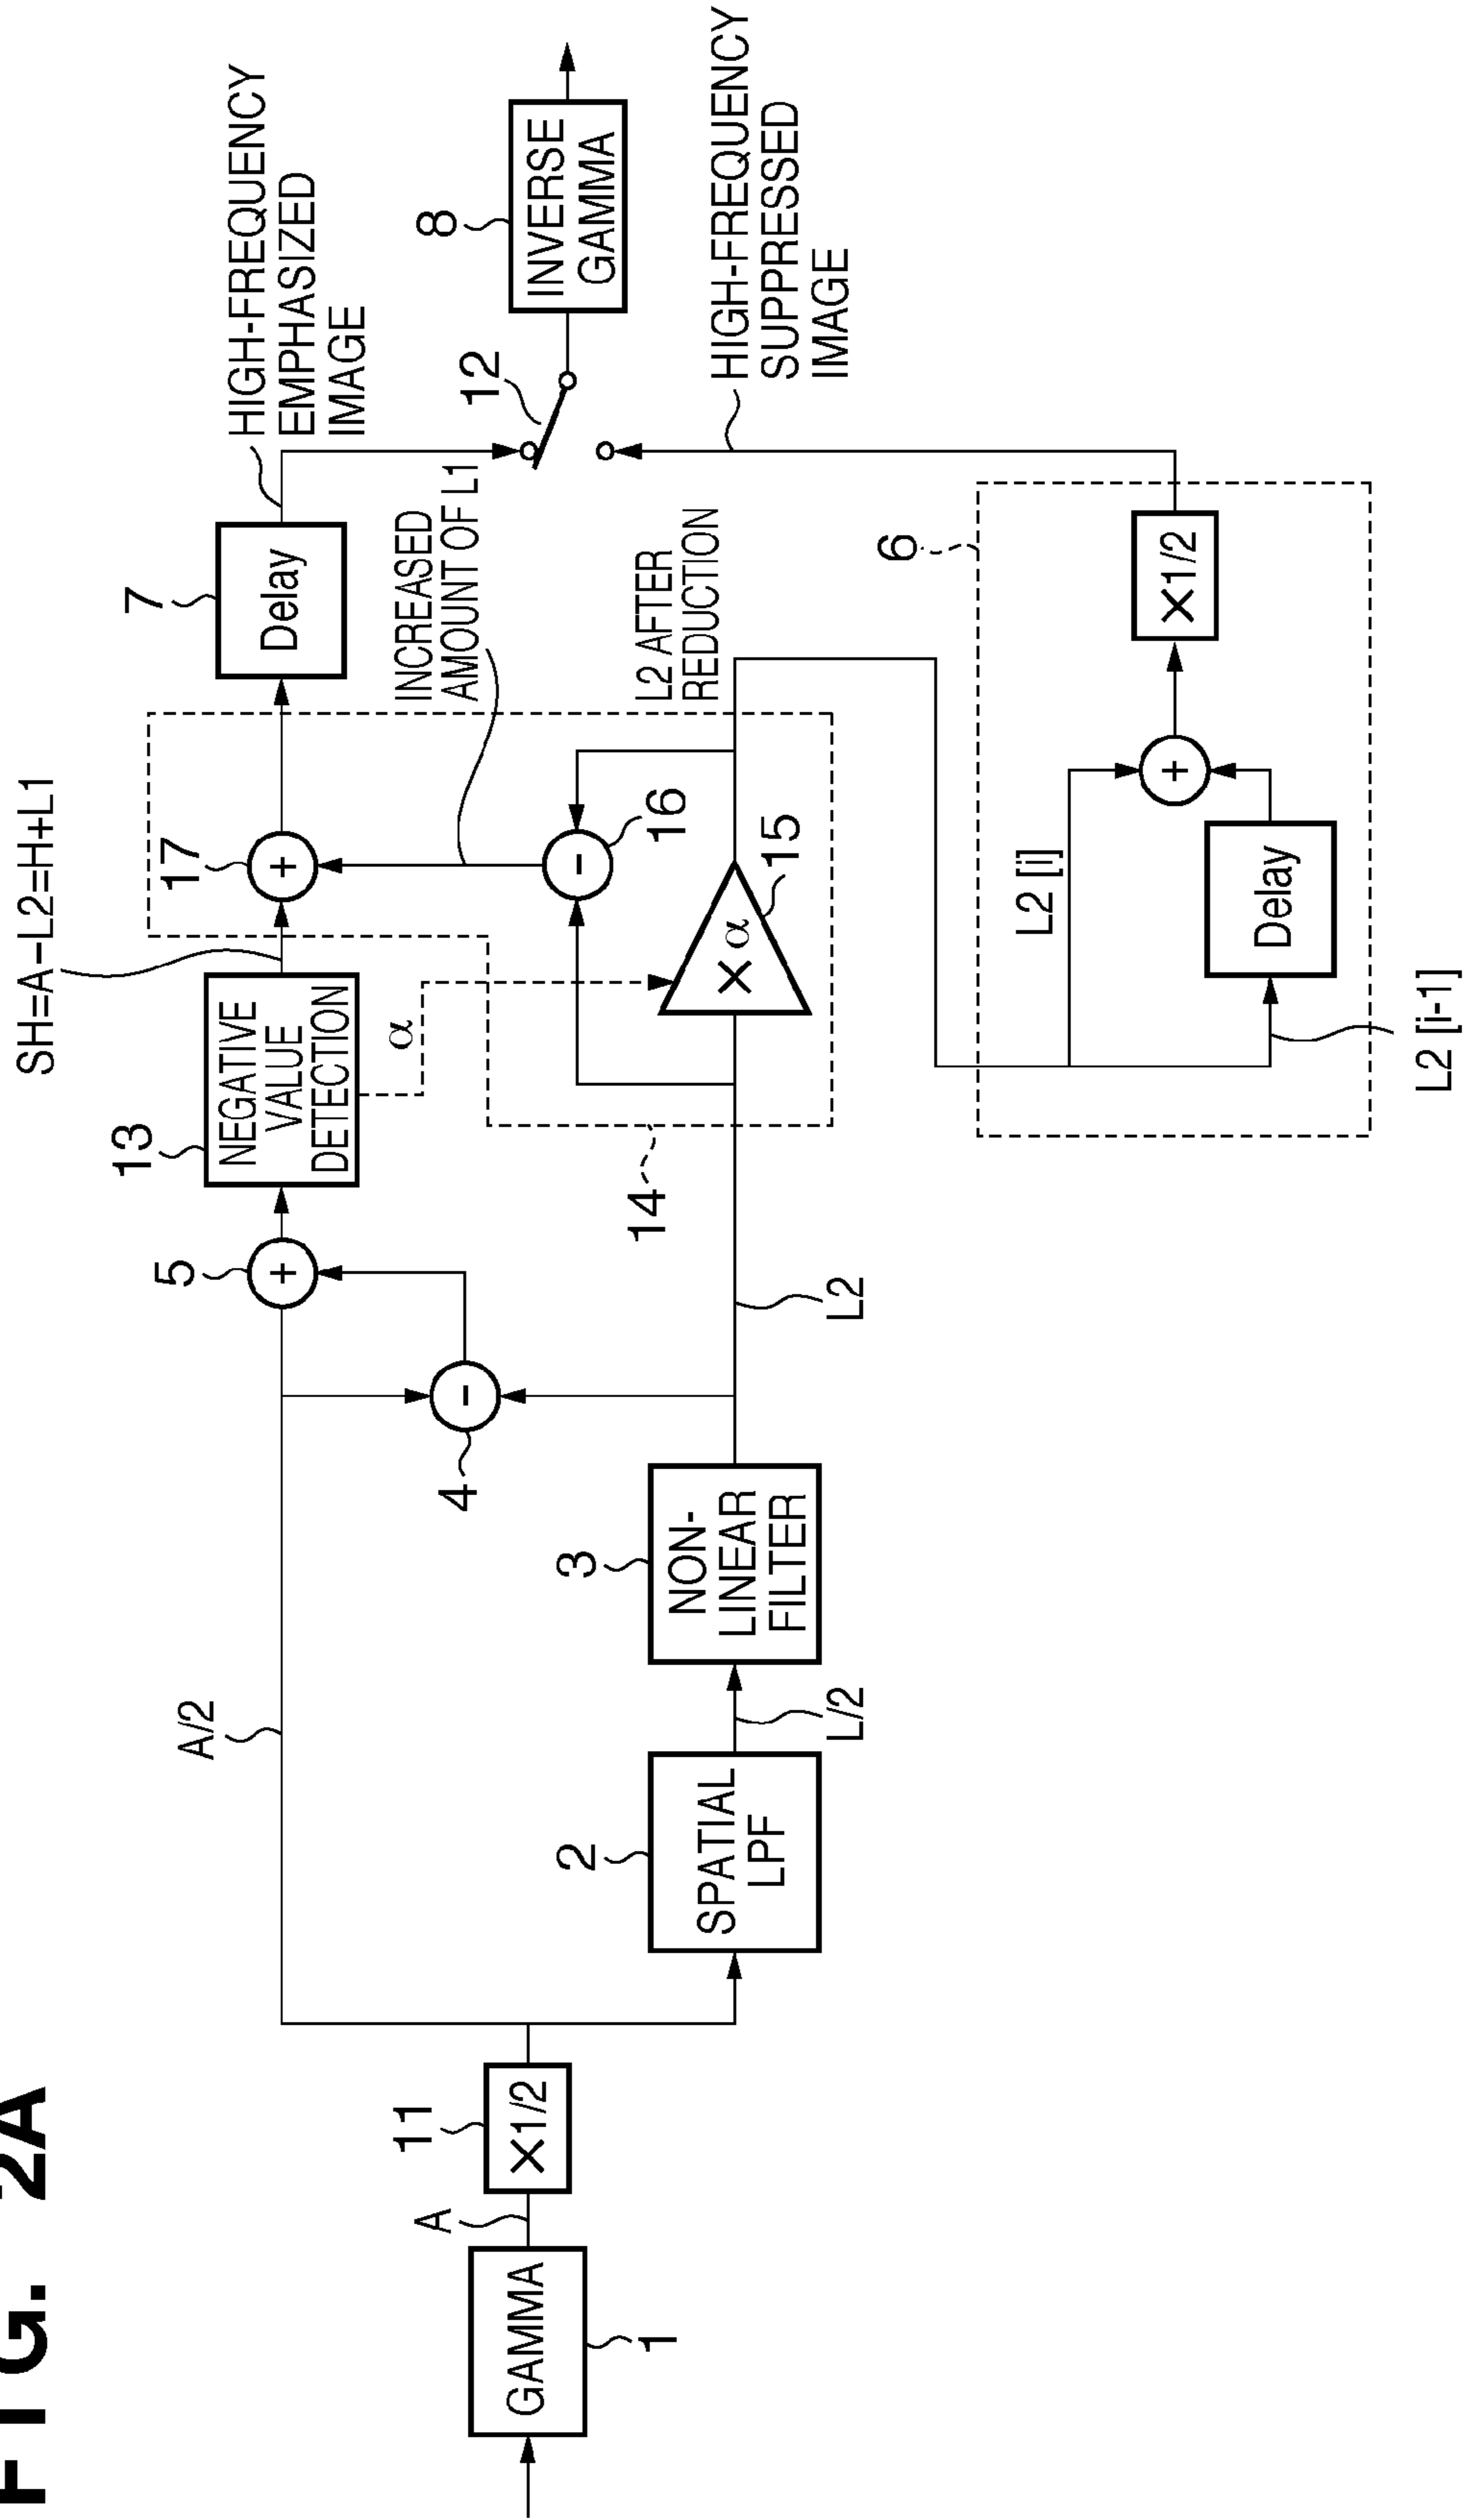 FIG. 2A
GAMMA
1
A
×1/2
11
A/2
SPATIAL
LPF
2
L/2
NON-
LINEAR
FILTER
3
-
4
+
5
L2
NEGATIVE
VALUE
DETECTION
13
SH=A-L2=H+L1
α
14
×α
15
-
16
+
17
INCREASED
AMOUNT OF L1
L2 AFTER
REDUCTION
Delay
7
HIGH-FREQUENCY
EMPHASIZED
IMAGE
12
INVERSE
GAMMA
8
HIGH-FREQUENCY
SUPPRESSED
IMAGE
6
L2 [i]
L2 [i-1]
Delay
+
×1/2